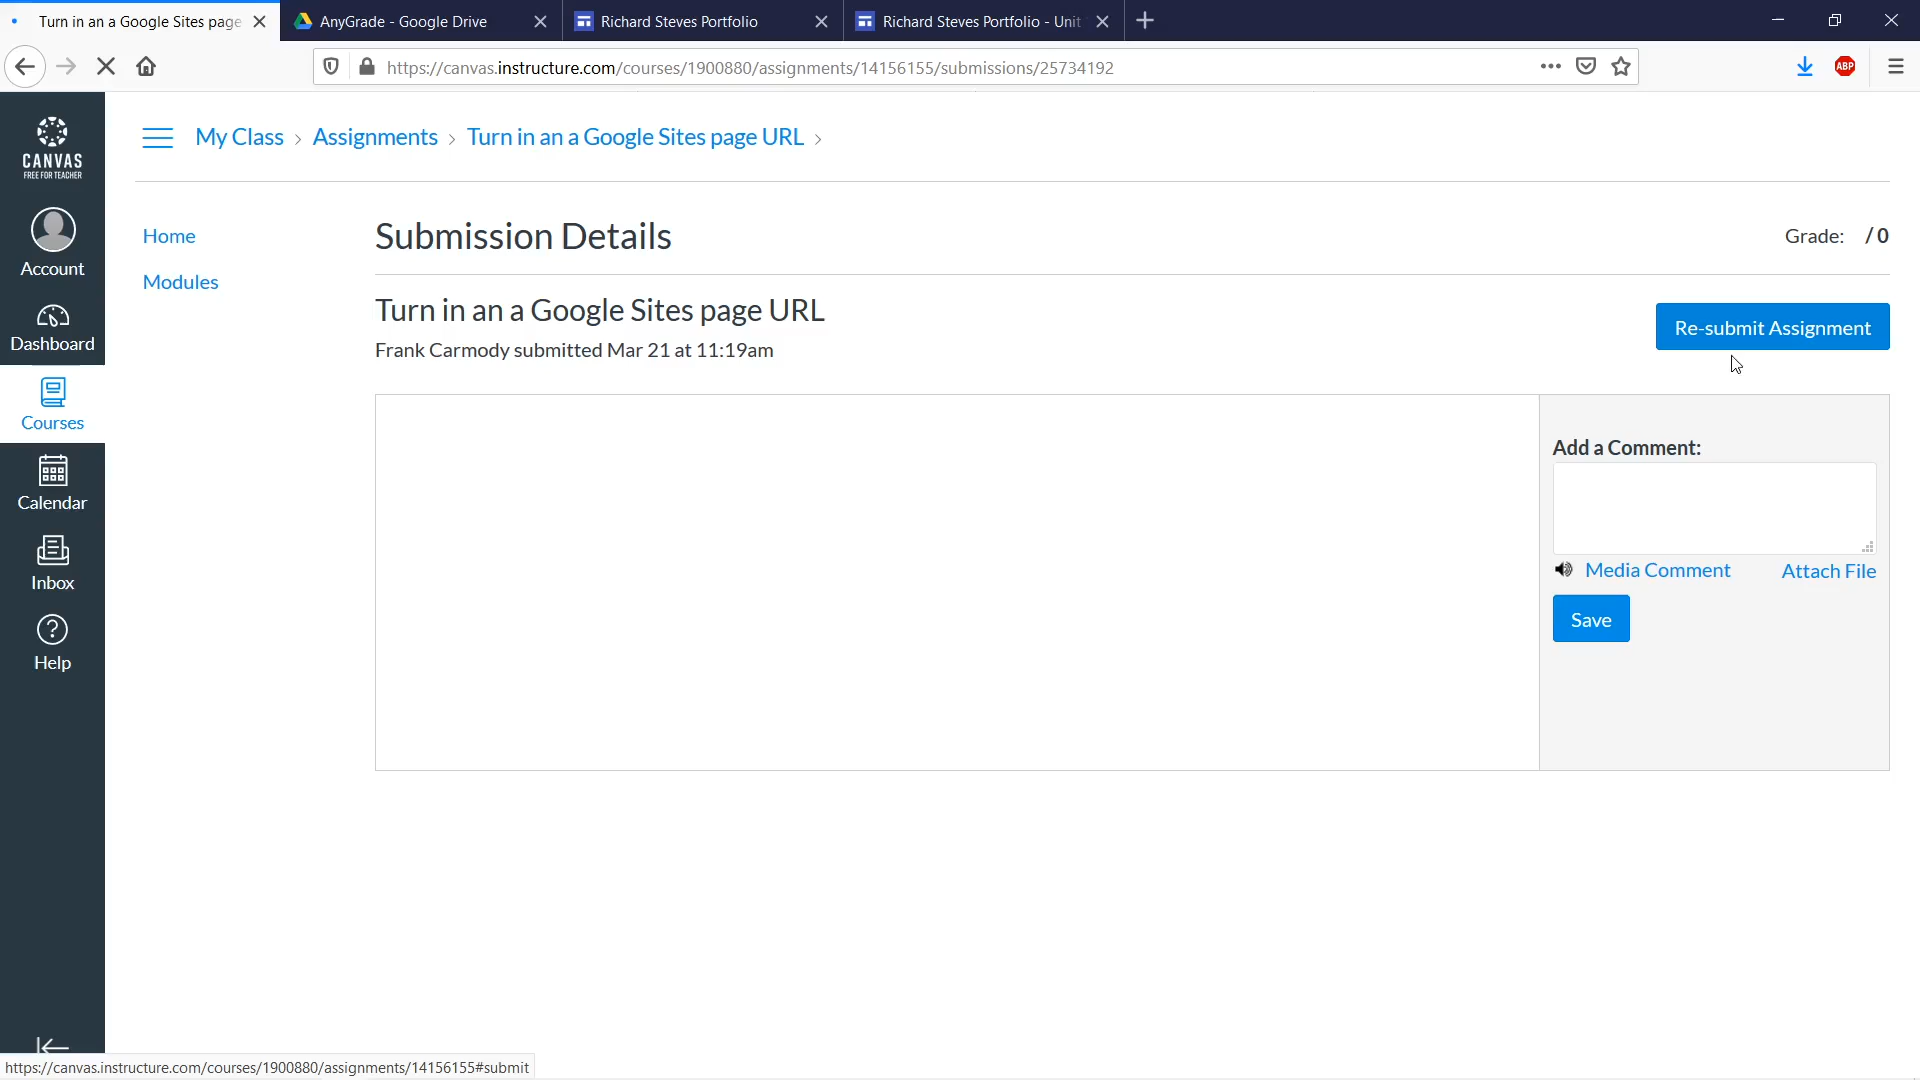 Turn in an a Google Sites page
AnyGrade - Google Drive
Richard Steves Portfolio
Richard Steves Portfolio - Unit
https://canvas.instructure.com/courses/1900880/assignments/14156155/submissions/25734192
ABP
CANVAS
FREE FOR TEACHER
My Class > Assignments > Turn in an a Google Sites page URL >
Account
Dashboard
Courses
Calendar
Inbox
Help
Home
Modules
Submission Details
Grade: / 0
Turn in an a Google Sites page URL
Frank Carmody submitted Mar 21 at 11:19am
Re-submit Assignment
Add a Comment:
Media Comment
Attach File
Save
https://canvas.instructure.com/courses/1900880/assignments/14156155#submit